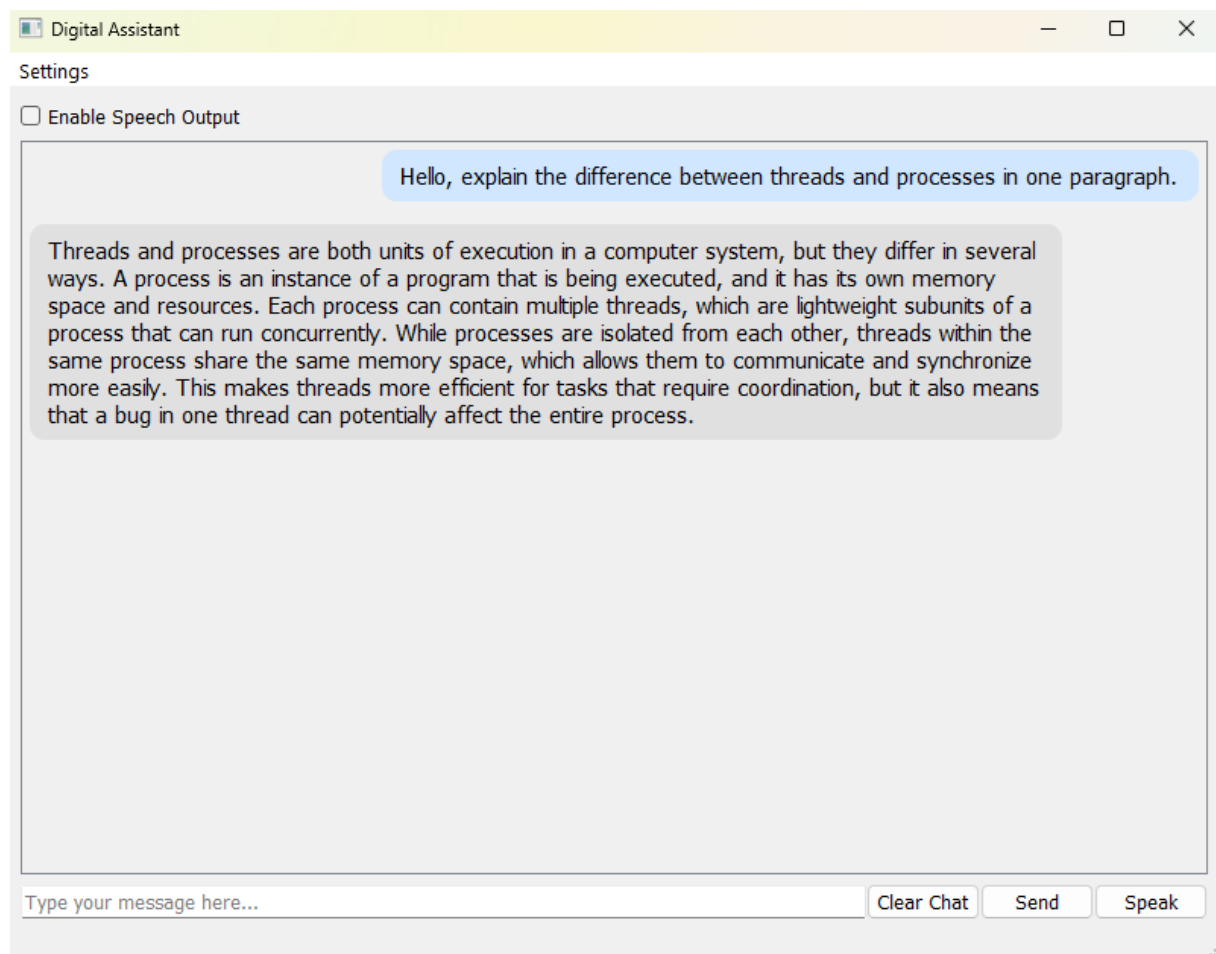 Digital Assistant
Settings
Enable Speech Output
Hello, explain the difference between threads and processes in one paragraph.
Threads and processes are both units of execution in a computer system, but they differ in several
ways. A process is an instance of a program that is being executed, and it has its own memory
space and resources. Each process can contain multiple threads, which are lightweight subunits of a
process that can run concurrently. While processes are isolated from each other, threads within the
same process share the same memory space, which allows them to communicate and synchronize
more easily. This makes threads more efficient for tasks that require coordination, but it also means
that a bug in one thread can potentially affect the entire process.
Type your message here...
Clear Chat
Send
Speak